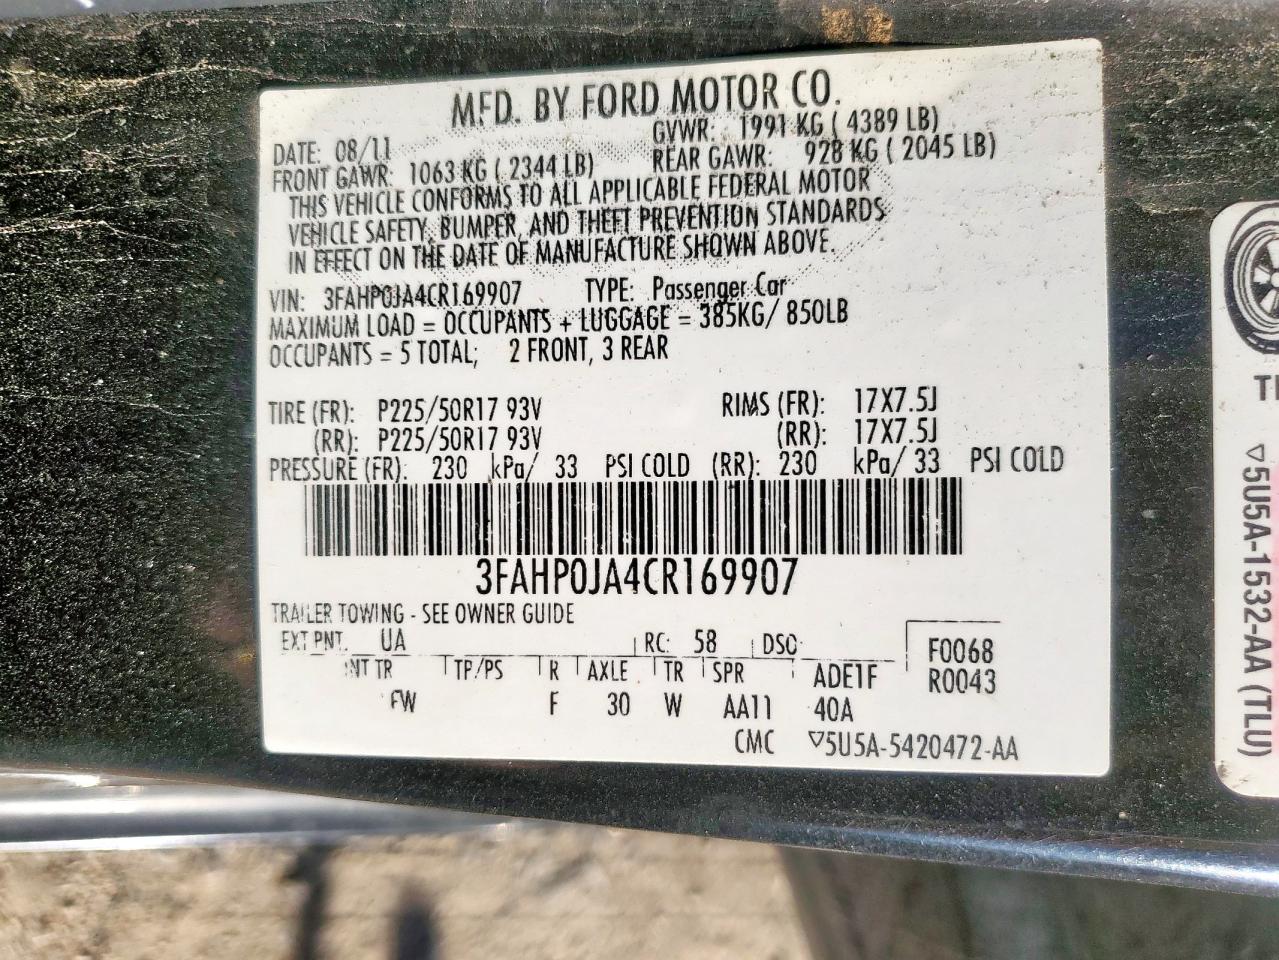 MFD. BY FORD MOTOR CO.
DATE: 08/11 GVWR: 1991 KG ( 4389 LB)
FRONT GAWR: 1063 KG ( 2344 LB) REAR GAWR: 928 KG ( 2045 LB)
THIS VEHICLE CONFORMS TO ALL APPLICABLE FEDERAL MOTOR
VEHICLE SAFETY, BUMPER, AND THEFT PREVENTION STANDARDS
IN EFFECT ON THE DATE OF MANUFACTURE SHOWN ABOVE.
VIN: 3FAHP0JA4CR169907 TYPE: Passenger Car
MAXIMUM LOAD = OCCUPANTS + LUGGAGE = 385KG/ 850LB
OCCUPANTS = 5 TOTAL; 2 FRONT, 3 REAR
TIRE (FR): P225/50R17 93V RIMS (FR): 17X7.5J
(RR): P225/50R17 93V (RR): 17X7.5J
PRESSURE (FR): 230 kPa/ 33 PSI COLD (RR): 230 kPa/ 33 PSI COLD
3FAHP0JA4CR169907
TRAILER TOWING - SEE OWNER GUIDE
EXT PNT. UA RC: 58 DSO F0068
INT TR TP/PS R AXLE TR SPR ADE1F R0043
FW F 30 W AA11 40A
CMC ▽5U5A-5420472-AA
▽5U5A-1532-AA (TLU)